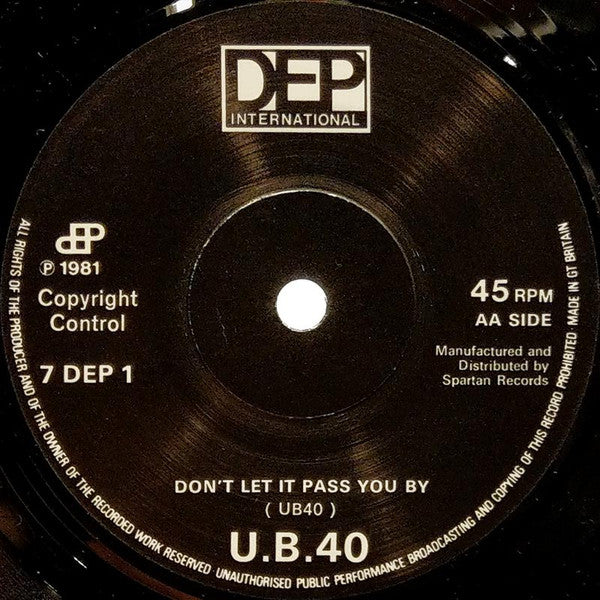 DEP
INTERNATIONAL
dEP
℗ 1981
Copyright
Control
7 DEP 1
45 RPM
AA SIDE
Manufactured and
Distributed by
Spartan Records
DON'T LET IT PASS YOU BY
( UB40 )
U.B.40
ALL RIGHTS OF THE PRODUCER AND OF THE OWNER OF THE RECORDED WORK RESERVED · UNAUTHORISED PUBLIC PERFORMANCE BROADCASTING AND COPYING OF THIS RECORD PROHIBITED MADE IN GT BRITAIN